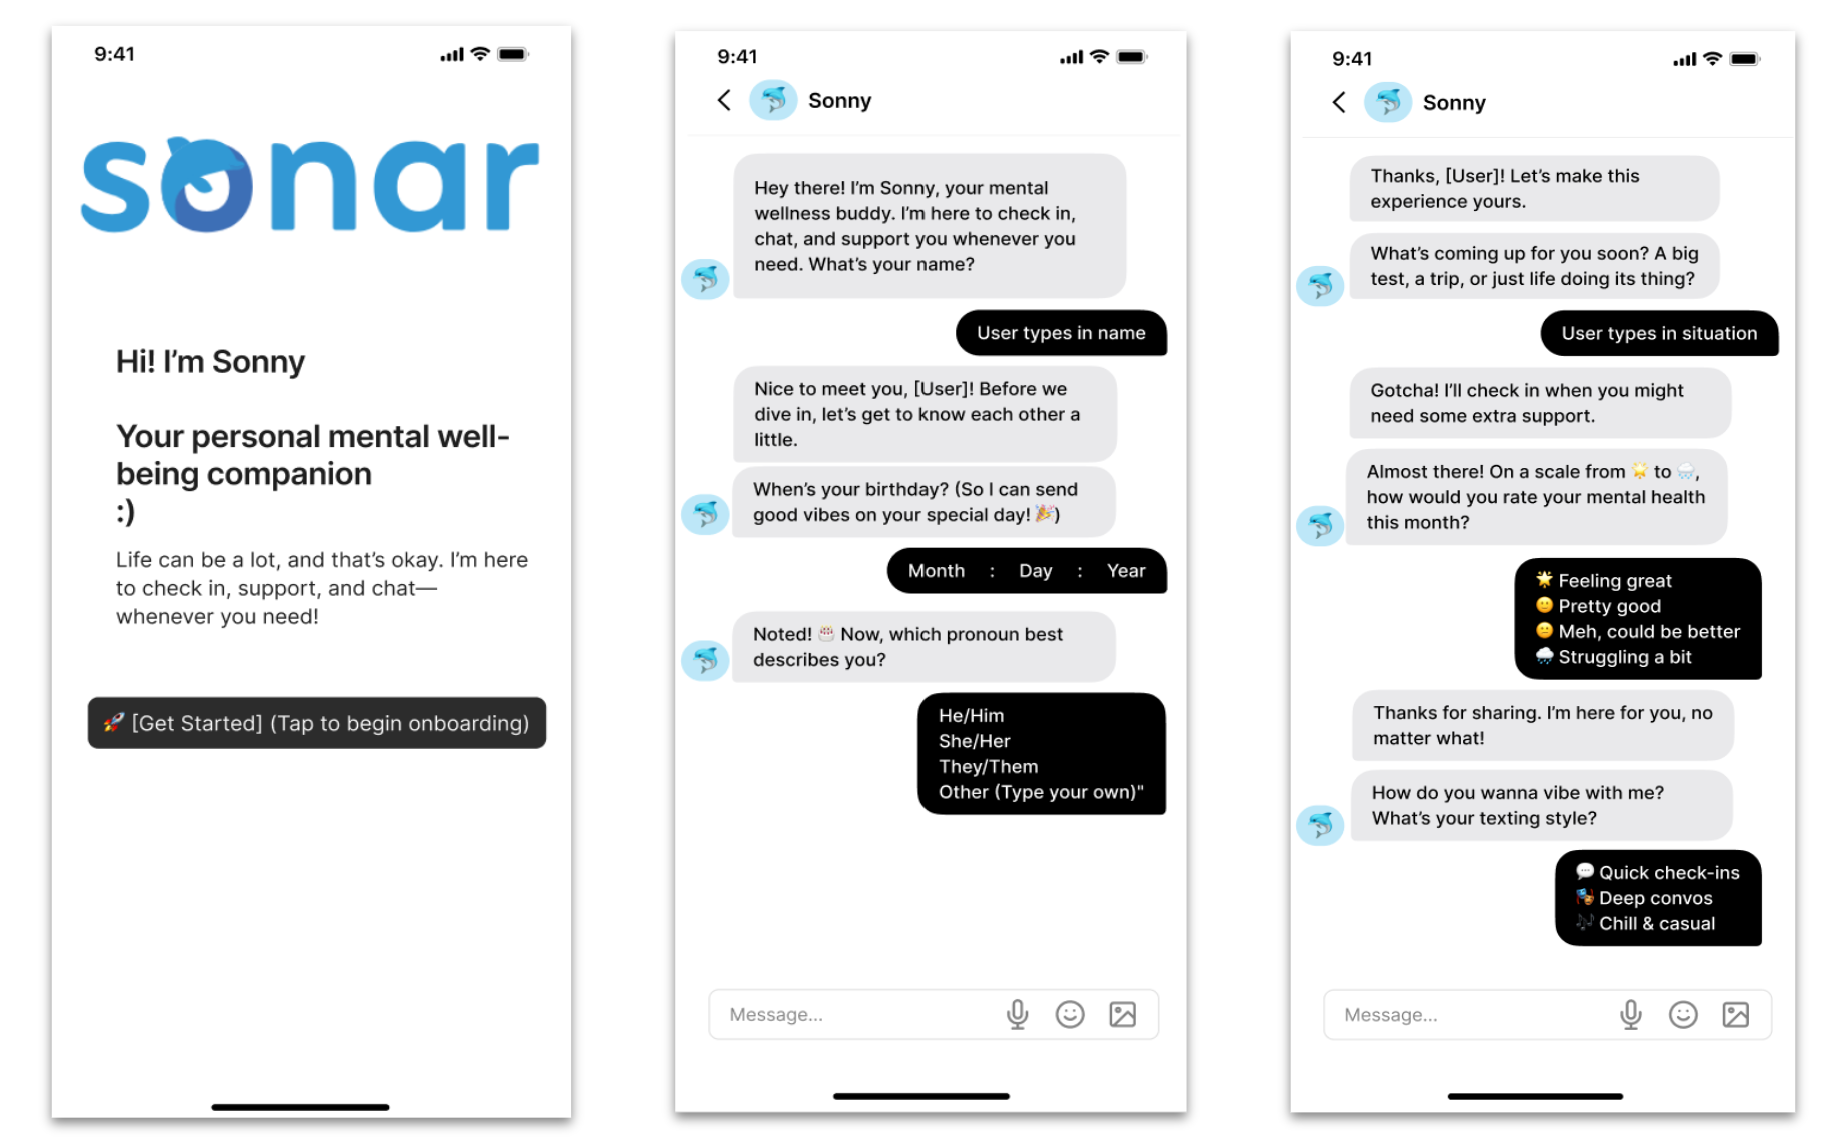 9:41
sonar
Hi! I'm Sonny
Your personal mental well-
being companion
:)
Life can be a lot, and that's okay. I'm here
to check in, support, and chat—
whenever you need!
🚀 [Get Started] (Tap to begin onboarding)
9:41
Sonny
Hey there! I'm Sonny, your mental
wellness buddy. I'm here to check in,
chat, and support you whenever you
need. What's your name?
User types in name
Nice to meet you, [User]! Before we
dive in, let's get to know each other a
little.
When's your birthday? (So I can send
good vibes on your special day! 🎉)
Month : Day : Year
Noted! 🎂 Now, which pronoun best
describes you?
He/Him
She/Her
They/Them
Other (Type your own)"
Message...
9:41
Sonny
Thanks, [User]! Let's make this
experience yours.
What's coming up for you soon? A big
test, a trip, or just life doing its thing?
User types in situation
Gotcha! I'll check in when you might
need some extra support.
Almost there! On a scale from 🌟 to 🌧️,
how would you rate your mental health
this month?
🌟 Feeling great
🙂 Pretty good
😐 Meh, could be better
🌧️ Struggling a bit
Thanks for sharing. I'm here for you, no
matter what!
How do you wanna vibe with me?
What's your texting style?
💬 Quick check-ins
🎭 Deep convos
🎶 Chill & casual
Message...